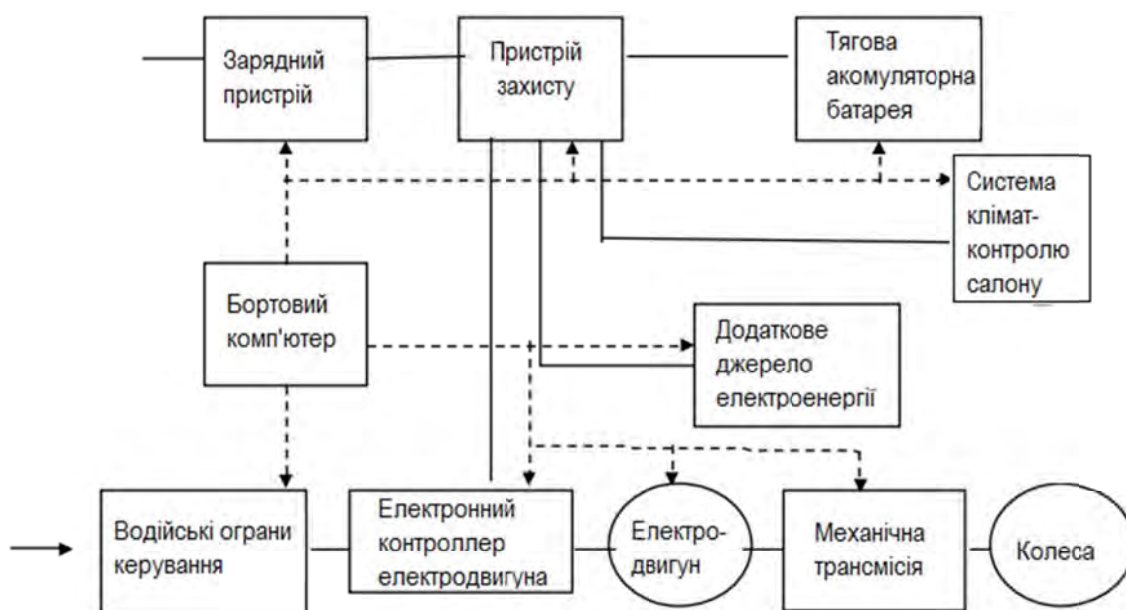 Зарядний
пристрій
Пристрій
захисту
Тягова
акомуляторна
батарея
Система
клімат-
контролю
салону
Бортовий
комп'ютер
Додаткове
джерело
електроенергії
Водійські ограни
керування
Електронний
контроллер
електродвигуна
Електро-
двигун
Механічна
трансмісія
Колеса